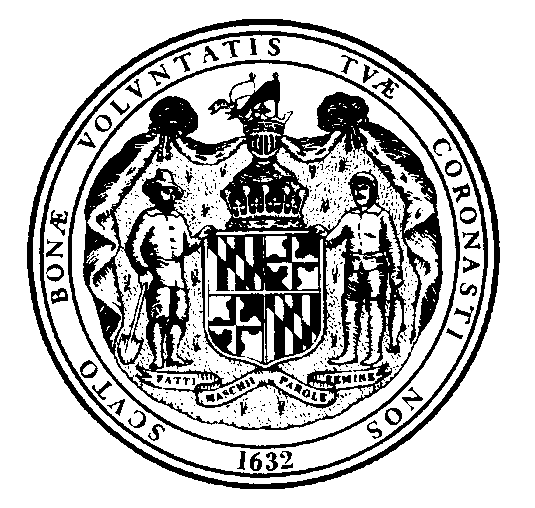 SCVTO BONÆ VOLVNTATIS TVÆ CORONASTI NOS
FATTI MASCHII PAROLE FEMINE
1632